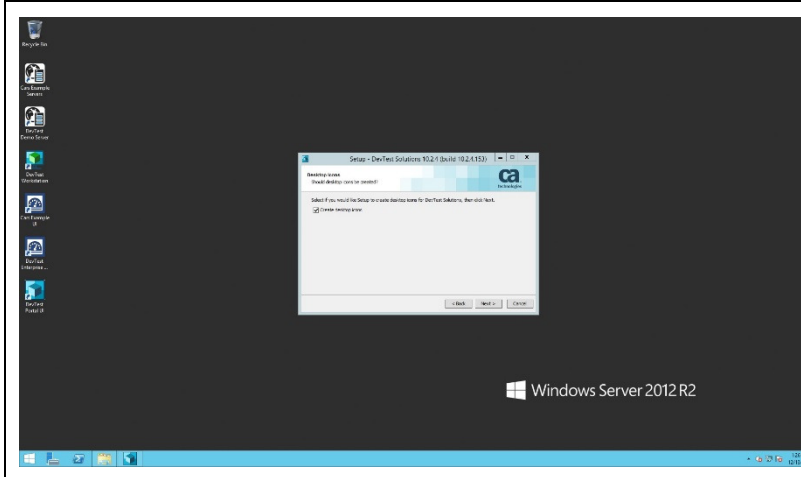 Recycle Bin
Cars Example
Servers
DevTest
Demo Server
DevTest
Workstation
Cars Example
UI
DevTest
Enterprise ...
DevTest
Portal UI
Setup - DevTest Solutions 10.2.4 (build 10.2.4.153)
Desktop icons
Should desktop icons be created?
ca
technologies
Select if you would like Setup to create desktop icons for DevTest Solutions, then click Next.
Create desktop icons
< Back
Next >
Cancel
Windows Server 2012 R2